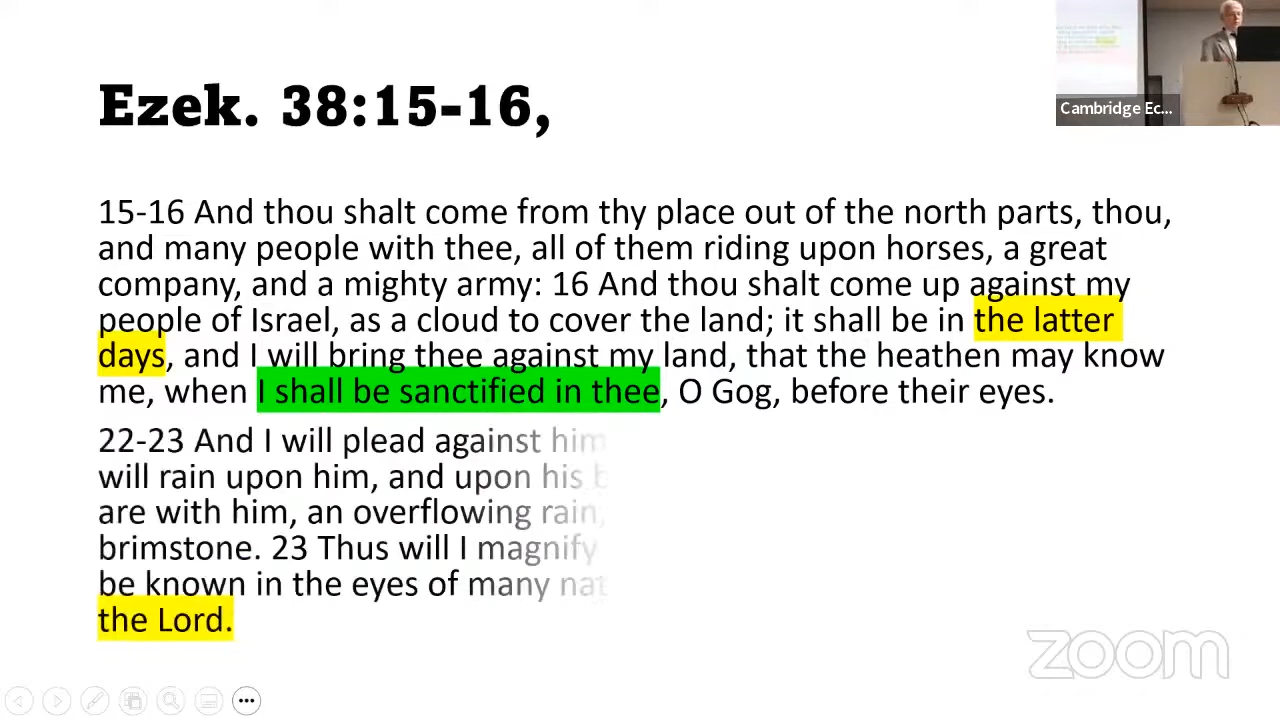 Ezek. 38:15-16,
Cambridge Ec...
15-16 And thou shalt come from thy place out of the north parts, thou,
and many people with thee, all of them riding upon horses, a great
company, and a mighty army: 16 And thou shalt come up against my
people of Israel, as a cloud to cover the land; it shall be in the latter
days, and I will bring thee against my land, that the heathen may know
me, when I shall be sanctified in thee, O Gog, before their eyes.
22-23 And I will plead against him
will rain upon him, and upon his
are with him, an overflowing rain,
brimstone. 23 Thus will I magnify
be known in the eyes of many
the Lord.
zoom